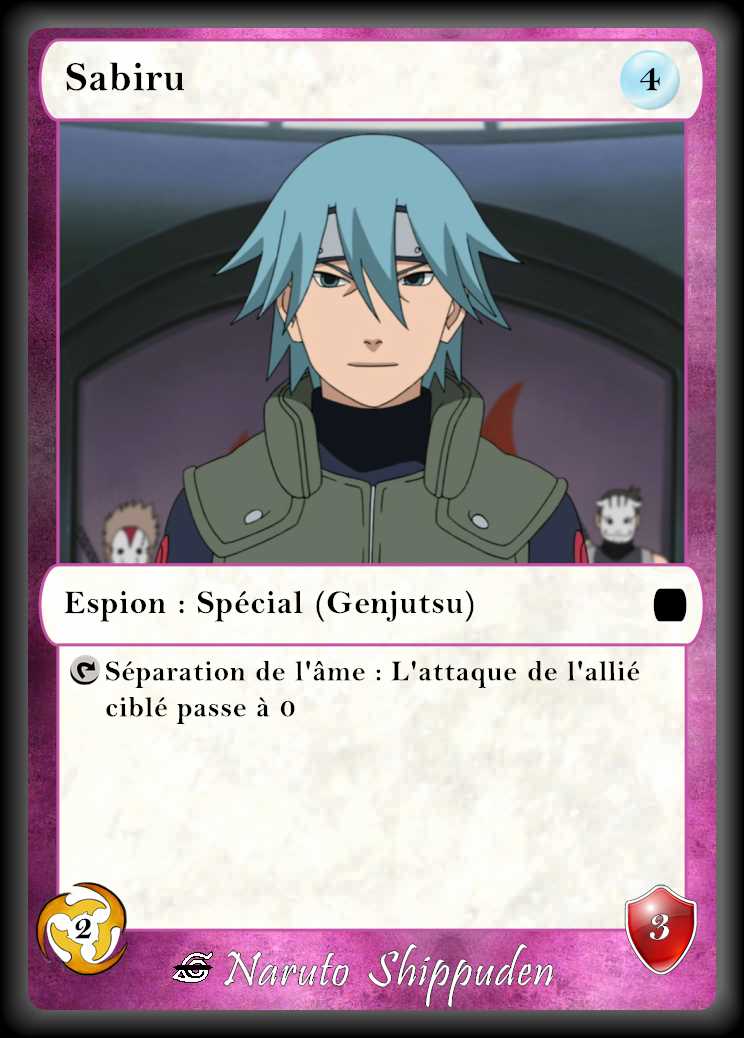 Sabiru
4
Espion : Spécial (Genjutsu)
Séparation de l'âme : L'attaque de l'allié
ciblé passe à 0
2
3
Naruto Shippuden